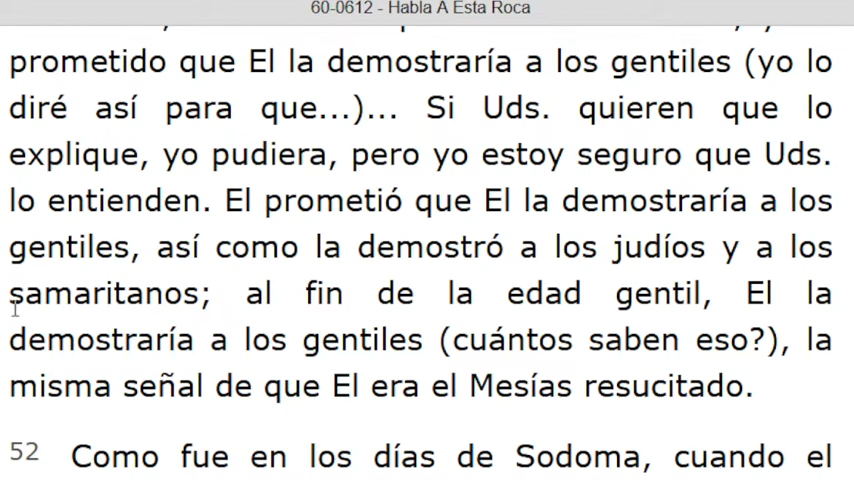 60-0612 - Habla A Esta Roca
prometido que El la demostraría a los gentiles (yo lo
diré así para que...)... Si Uds. quieren que lo
explique, yo pudiera, pero yo estoy seguro que Uds.
lo entienden. El prometió que El la demostraría a los
gentiles, así como la demostró a los judíos y a los
samaritanos; al fin de la edad gentil, El la
demostraría a los gentiles (cuántos saben eso?), la
misma señal de que El era el Mesías resucitado.
52 Como fue en los días de Sodoma, cuando el